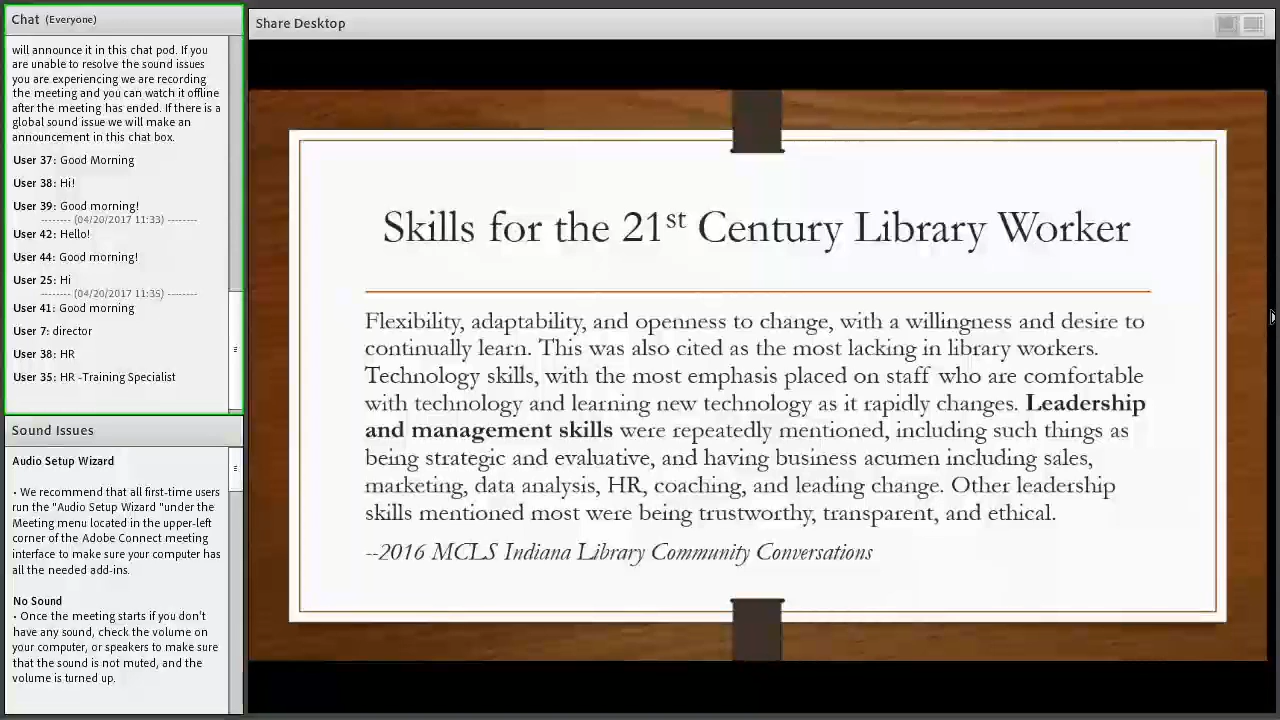 Chat (Everyone)
will announce it in this chat pod. If you
are unable to resolve the sound issues
you are experiencing we are recording
the meeting and you can watch it offline
after the meeting has ended. If there is a
global sound issue we will make an
announcement in this chat box.
User 37: Good Morning
User 38: Hi!
User 39: Good morning!
-------- (04/20/2017 11:33) --------
User 42: Hello!
User 44: Good morning!
User 25: Hi
-------- (04/20/2017 11:35) --------
User 41: Good morning
User 7: director
User 38: HR
User 35: HR -Training Specialist
Sound Issues
Audio Setup Wizard
• We recommend that all first-time users
run the "Audio Setup Wizard "under the
Meeting menu located in the upper-left
corner of the Adobe Connect meeting
interface to make sure your computer has
all the needed add-ins.
No Sound
• Once the meeting starts if you don't
have any sound, check the volume on
your computer, or speakers to make sure
that the sound is not muted, and the
volume is turned up.
Share Desktop
Skills for the 21st Century Library Worker
Flexibility, adaptability, and openness to change, with a willingness and desire to
continually learn. This was also cited as the most lacking in library workers.
Technology skills, with the most emphasis placed on staff who are comfortable
with technology and learning new technology as it rapidly changes. Leadership
and management skills were repeatedly mentioned, including such things as
being strategic and evaluative, and having business acumen including sales,
marketing, data analysis, HR, coaching, and leading change. Other leadership
skills mentioned most were being trustworthy, transparent, and ethical.
--2016 MCLS Indiana Library Community Conversations